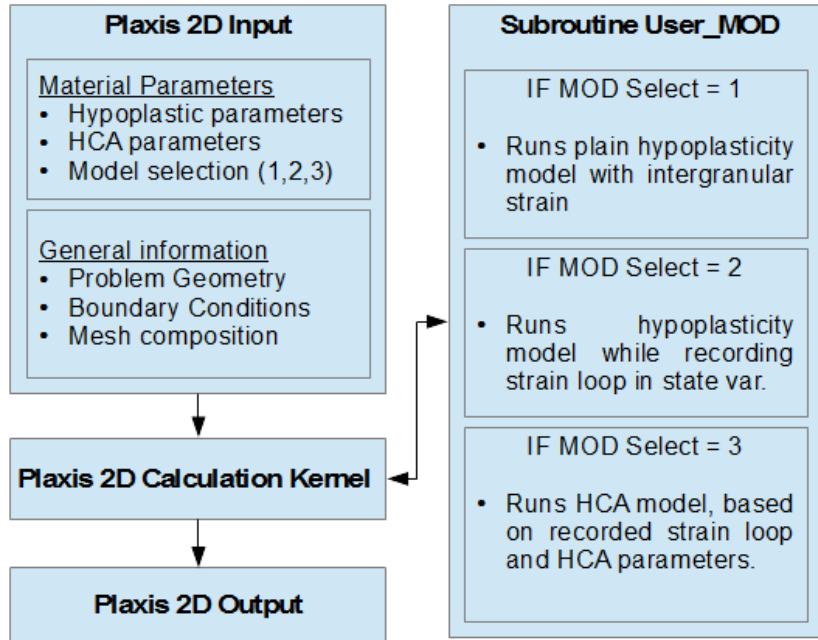 Plaxis 2D Input
Material Parameters
• Hypoplastic parameters
• HCA parameters
• Model selection (1,2,3)
General information
• Problem Geometry
• Boundary Conditions
• Mesh composition
Plaxis 2D Calculation Kernel
Plaxis 2D Output
Subroutine User_MOD
IF MOD Select = 1
• Runs plain hypoplasticity
model with intergranular
strain
IF MOD Select = 2
• Runs hypoplasticity
model while recording
strain loop in state var.
IF MOD Select = 3
• Runs HCA model, based
on recorded strain loop
and HCA parameters.